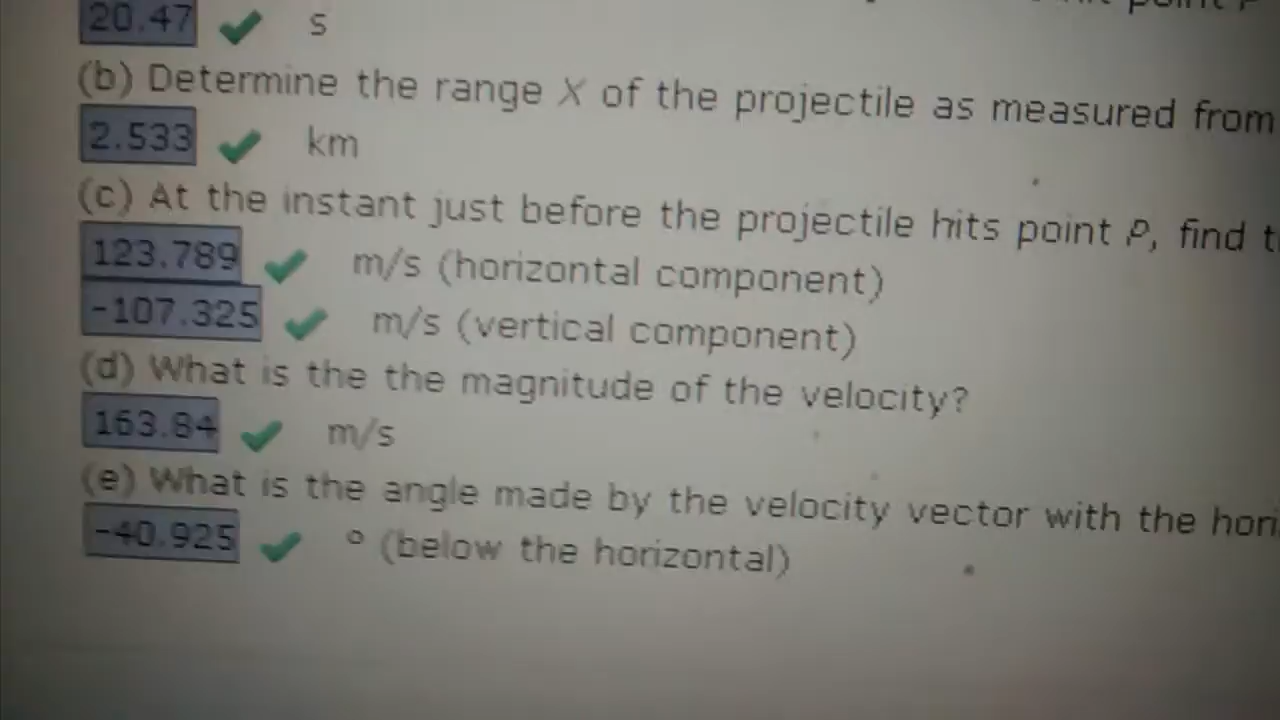 20.47 s
(b) Determine the range X of the projectile as measured from
2.533 km
(c) At the instant just before the projectile hits point P, find
123.789 m/s (horizontal component)
-107.325 m/s (vertical component)
(d) What is the the magnitude of the velocity?
163.84 m/s
(e) What is the angle made by the velocity vector with the hori
-40.925 ° (below the horizontal)